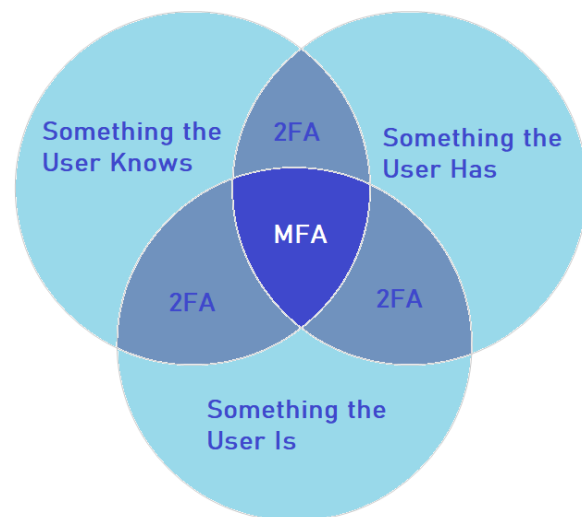 2FA
Something the
User Knows
Something the
User Has
MFA
2FA
2FA
Something the
User Is